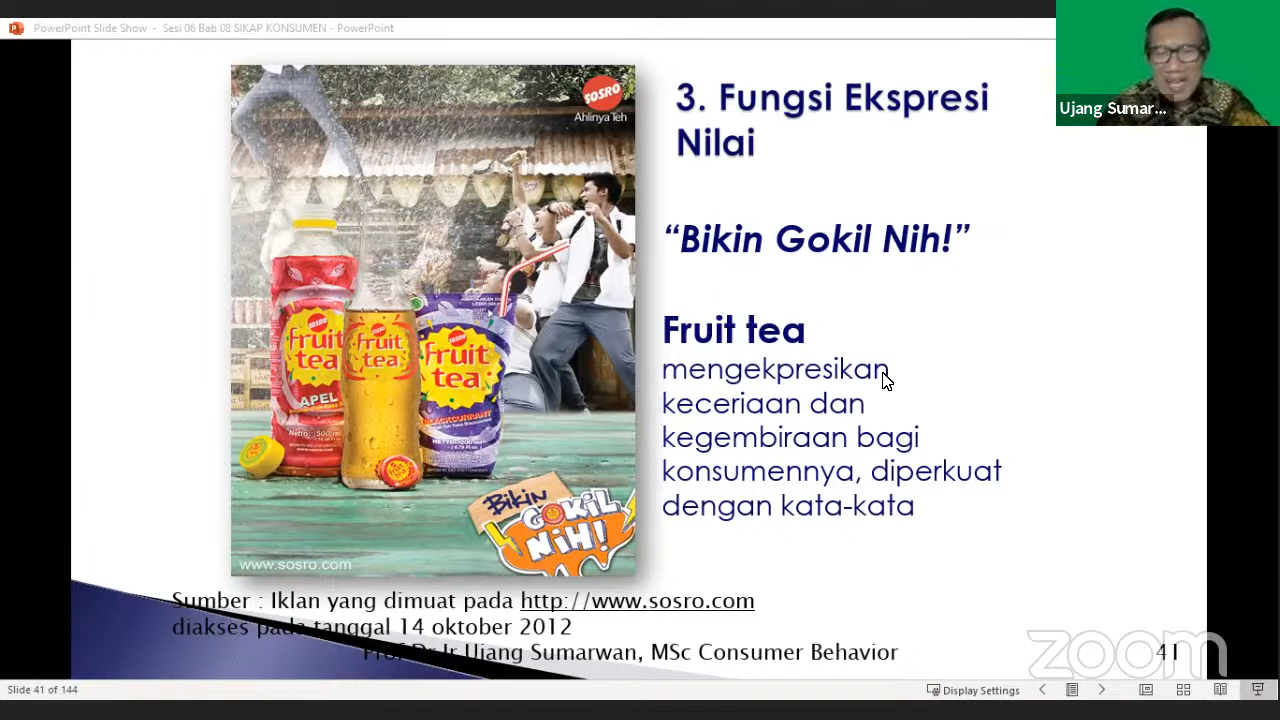 PowerPoint Slide Show - Sesi 06 Bab 08 SIKAP KONSUMEN - PowerPoint
Ujang Sumar...
SOSRO
Ahlinya Teh
3. Fungsi Ekspresi
Nilai
“Bikin Gokil Nih!”
Fruit tea
mengekpresikan
keceriaan dan
kegembiraan bagi
konsumennya, diperkuat
dengan kata-kata
SOSRO
fruit
tea
APEL
SOSRO
fruit
tea
SOSRO
fruit
tea
BLACKCURRANT
BIKIN
GOKIL
NIH!
www.sosro.com
Sumber : Iklan yang dimuat pada http://www.sosro.com
diakses pada tanggal 14 oktober 2012
Prof Dr Ir Ujang Sumarwan, MSc Consumer Behavior
41
zoom
Slide 41 of 144
Display Settings